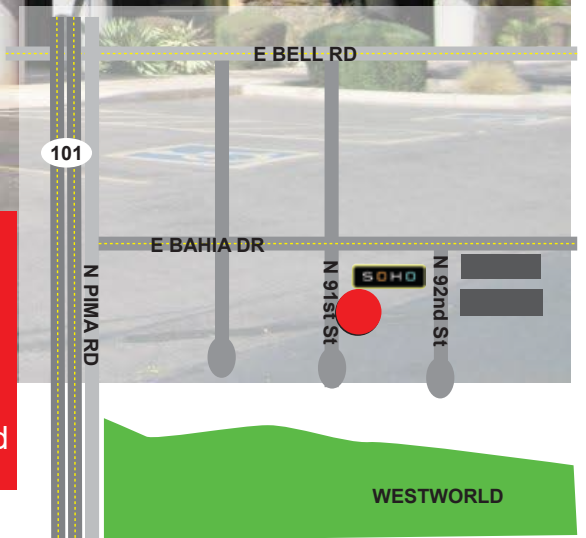 E BELL RD
101
E BAHIA DR
N PIMA RD
N 91st St
SOHO
N 92nd St
d
WESTWORLD